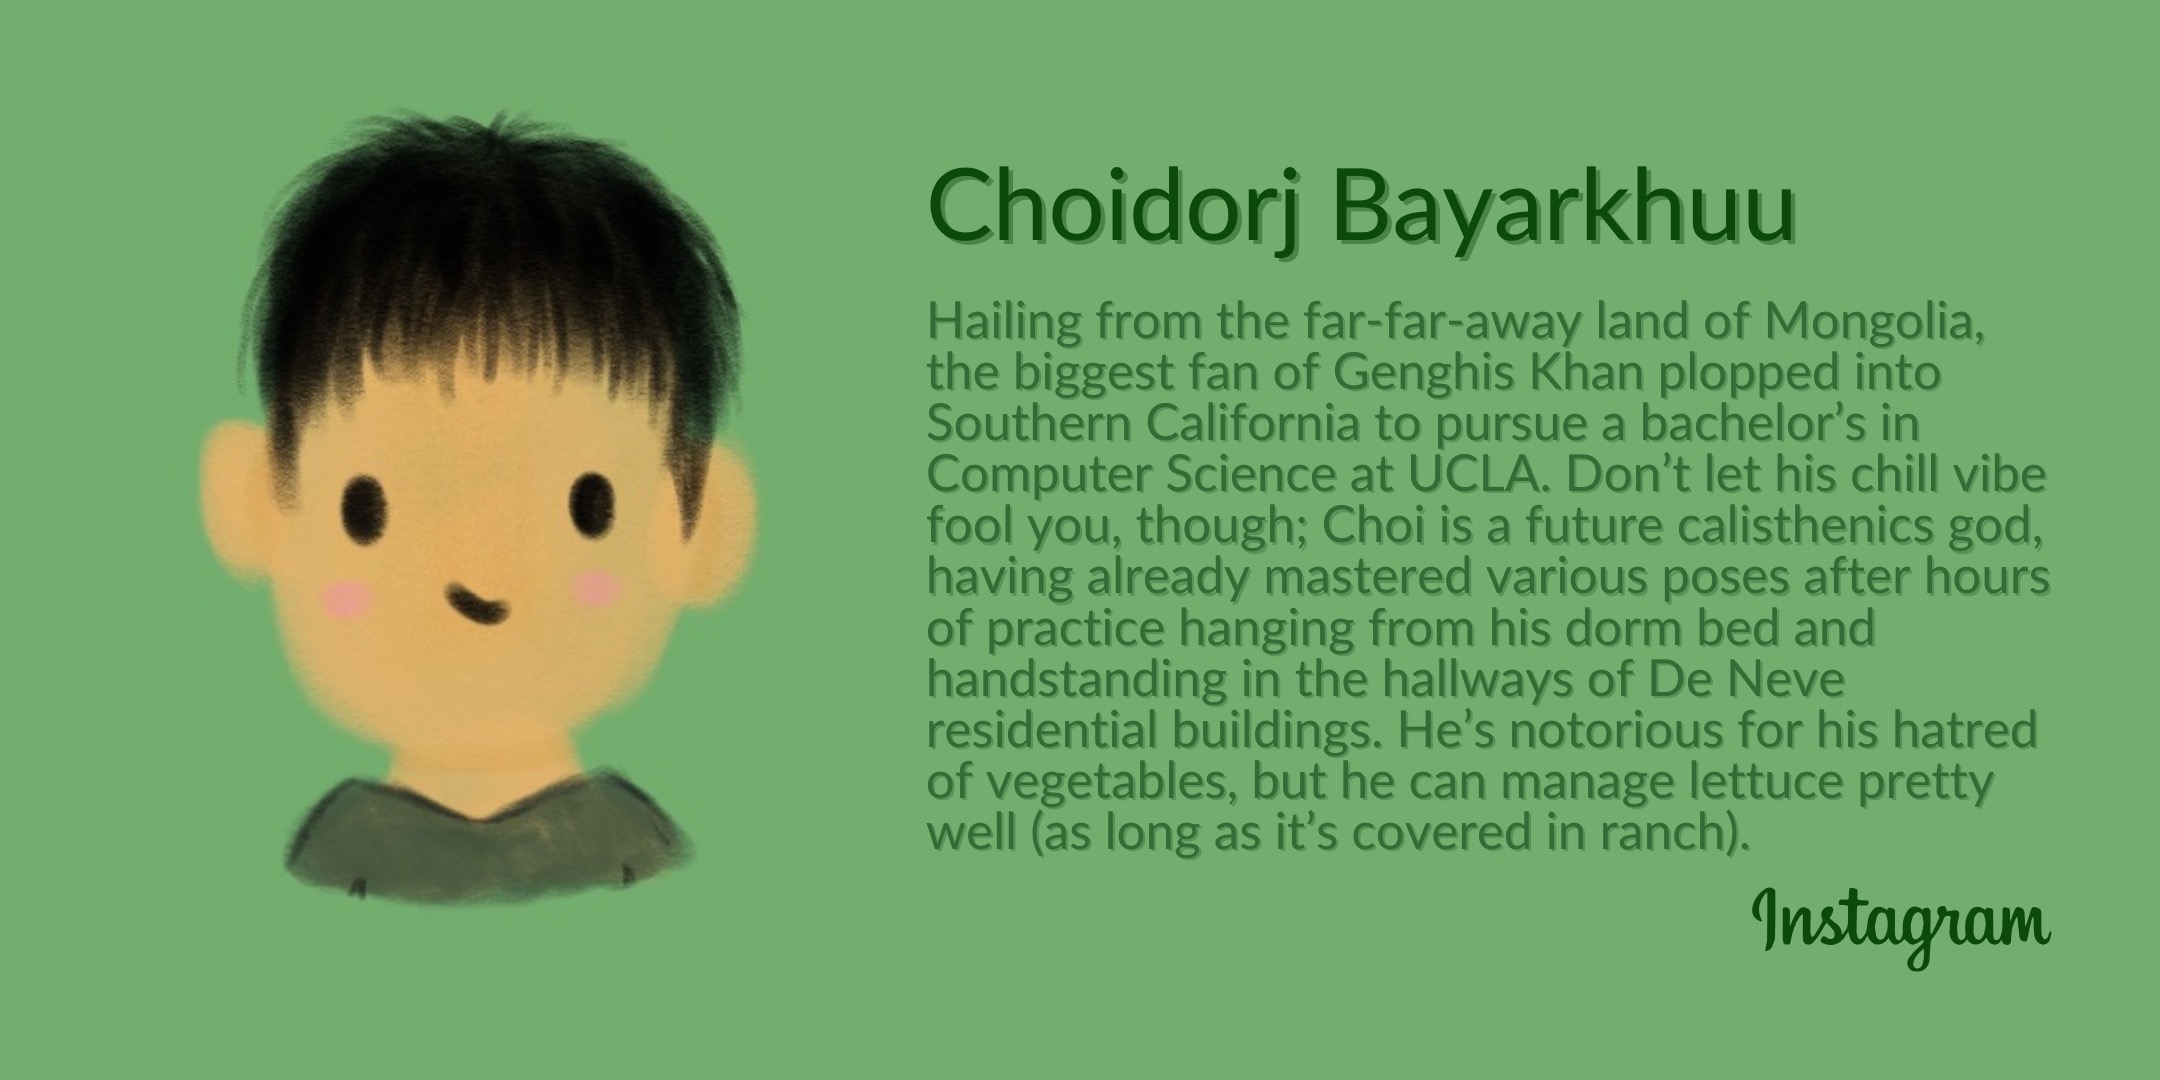 Choidorj Bayarkhuu
Hailing from the far-far-away land of Mongolia,
the biggest fan of Genghis Khan plopped into
Southern California to pursue a bachelor’s in
Computer Science at UCLA. Don’t let his chill vibe
fool you, though; Choi is a future calisthenics god,
having already mastered various poses after hours
of practice hanging from his dorm bed and
handstanding in the hallways of De Neve
residential buildings. He’s notorious for his hatred
of vegetables, but he can manage lettuce pretty
well (as long as it’s covered in ranch).
Instagram